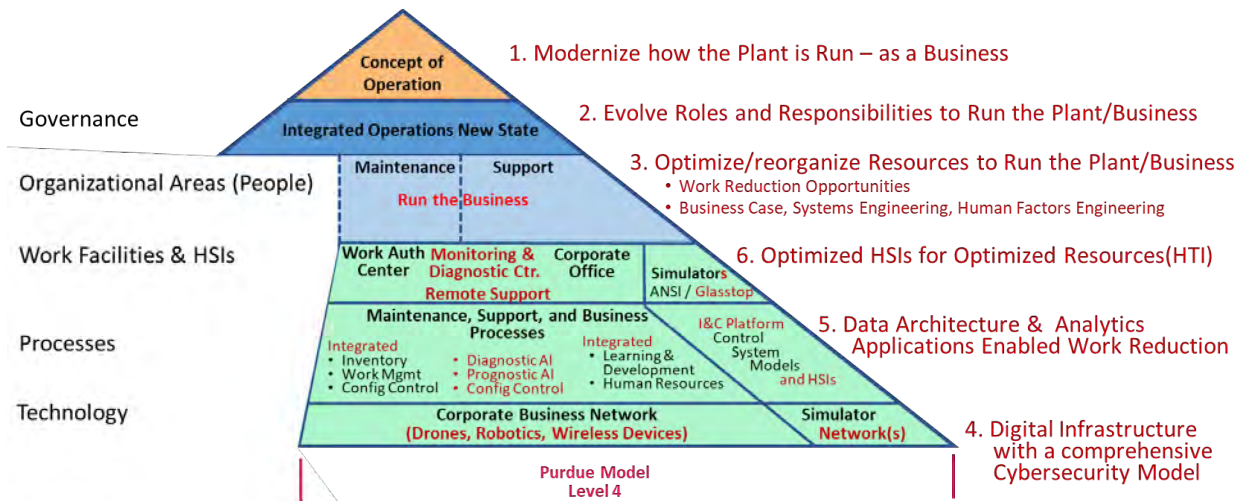 Concept of
Operation
1. Modernize how the Plant is Run – as a Business
Governance
Integrated Operations New State
2. Evolve Roles and Responsibilities to Run the Plant/Business
Organizational Areas (People)
Maintenance
Support
Run the Business
3. Optimize/reorganize Resources to Run the Plant/Business
• Work Reduction Opportunities
• Business Case, Systems Engineering, Human Factors Engineering
Work Facilities & HSIs
Work Auth
Center
Monitoring &
Diagnostic Ctr.
Corporate
Office
Remote Support
Simulators
ANSI / Glasstop
6. Optimized HSIs for Optimized Resources(HTI)
Processes
Maintenance, Support, and Business
Processes
Integrated
• Inventory
• Work Mgmt
• Config Control
• Diagnostic AI
• Prognostic AI
• Config Control
Integrated
• Learning &
Development
• Human Resources
I&C Platform
Control
System
Models
and HSIs
5. Data Architecture & Analytics
Applications Enabled Work Reduction
Technology
Corporate Business Network
(Drones, Robotics, Wireless Devices)
Simulator
Network(s)
4. Digital Infrastructure
with a comprehensive
Cybersecurity Model
Purdue Model
Level 4